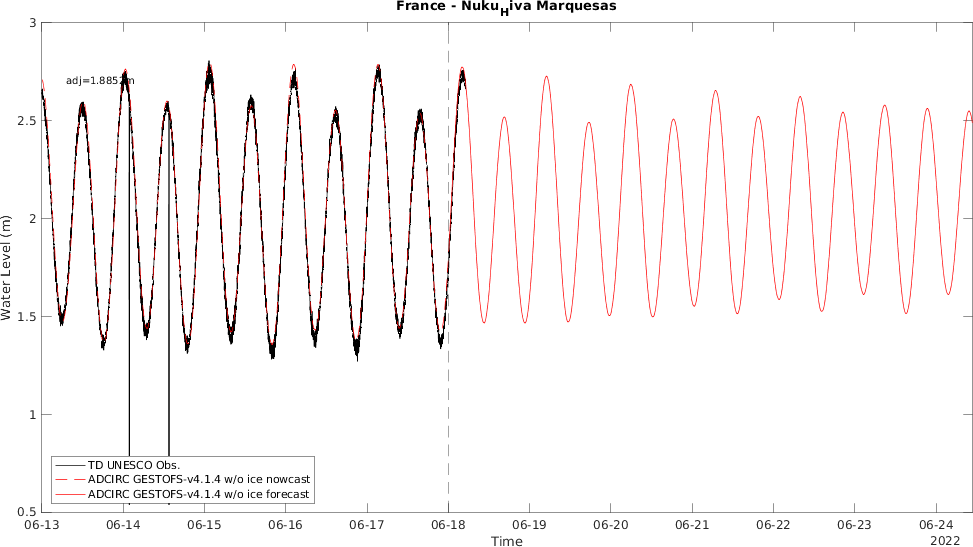 France - Nuku_Hiva Marquesas
adj=1.8852m
Water Level (m)
3
2.5
2
1.5
1
0.5
TD UNESCO Obs.
ADCIRC GESTOFS-v4.1.4 w/o ice nowcast
ADCIRC GESTOFS-v4.1.4 w/o ice forecast
06-13 06-14 06-15 06-16 06-17 06-18 06-19 06-20 06-21 06-22 06-23 06-24
Time
2022